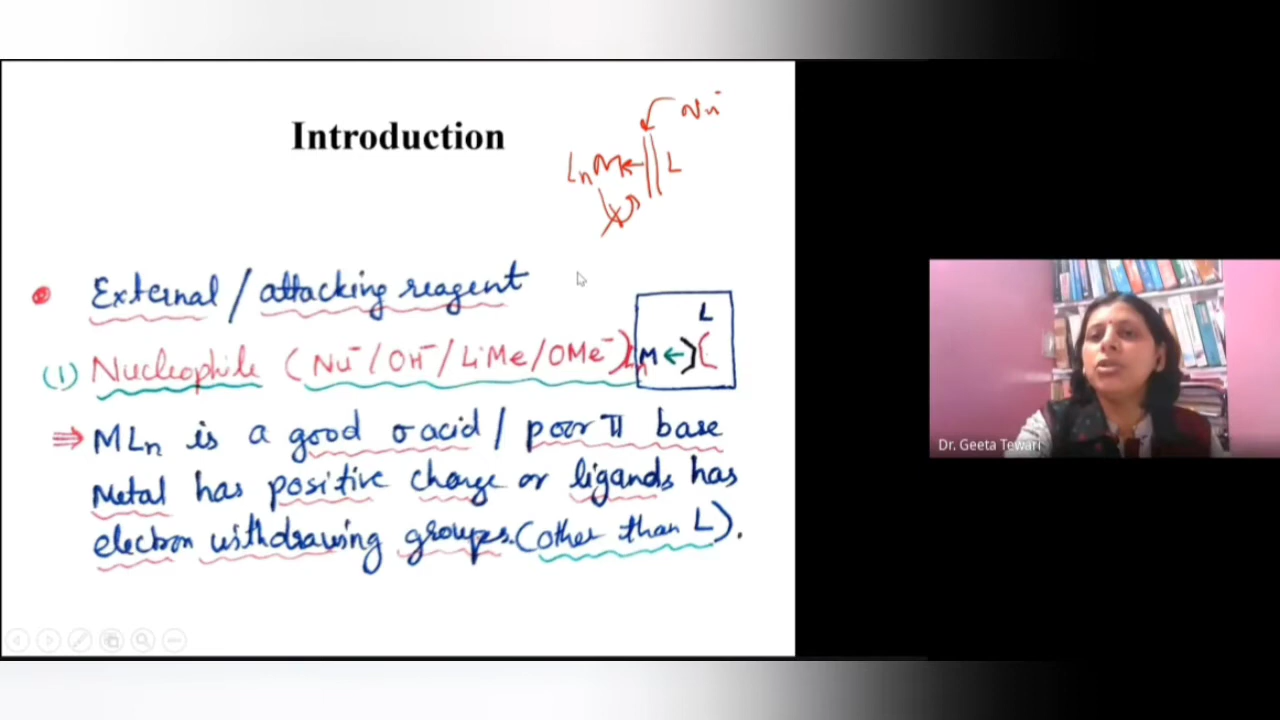 Introduction
Nu⁻
LnM← || L
• External / attacking reagent
L
(1) Nucleophile (Nu⁻/OH⁻/LiMe/OMe⁻) LnM ←
⇒ MLn is a good σ acid / poor π base
Metal has positive charge or ligands has
electron withdrawing groups. (other than L).
Dr. Geeta Tewari